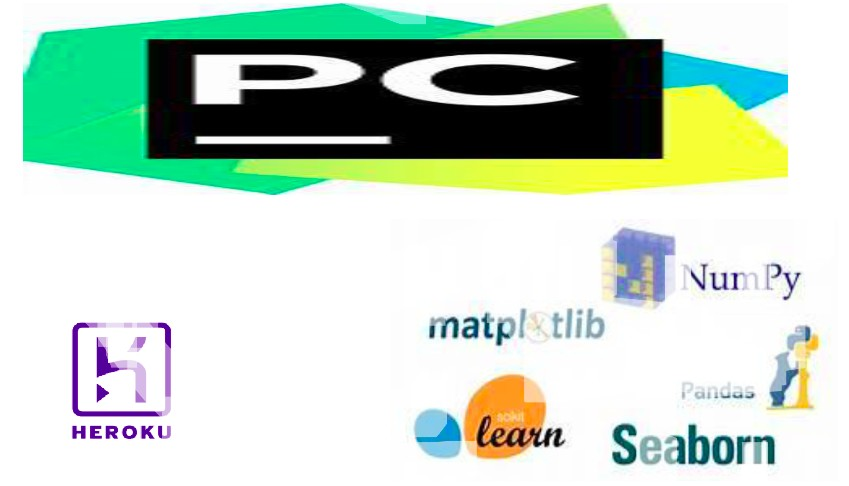 PC
NumPy
matplotlib
Pandas
HEROKU
scikit
learn
Seaborn